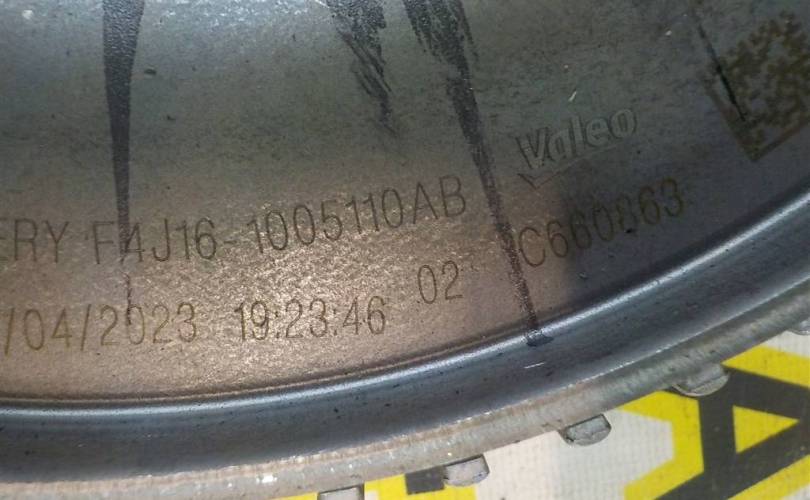 Valeo
ERY F4J16-1005110AB
C660863
/04/2023 19:23:46 02